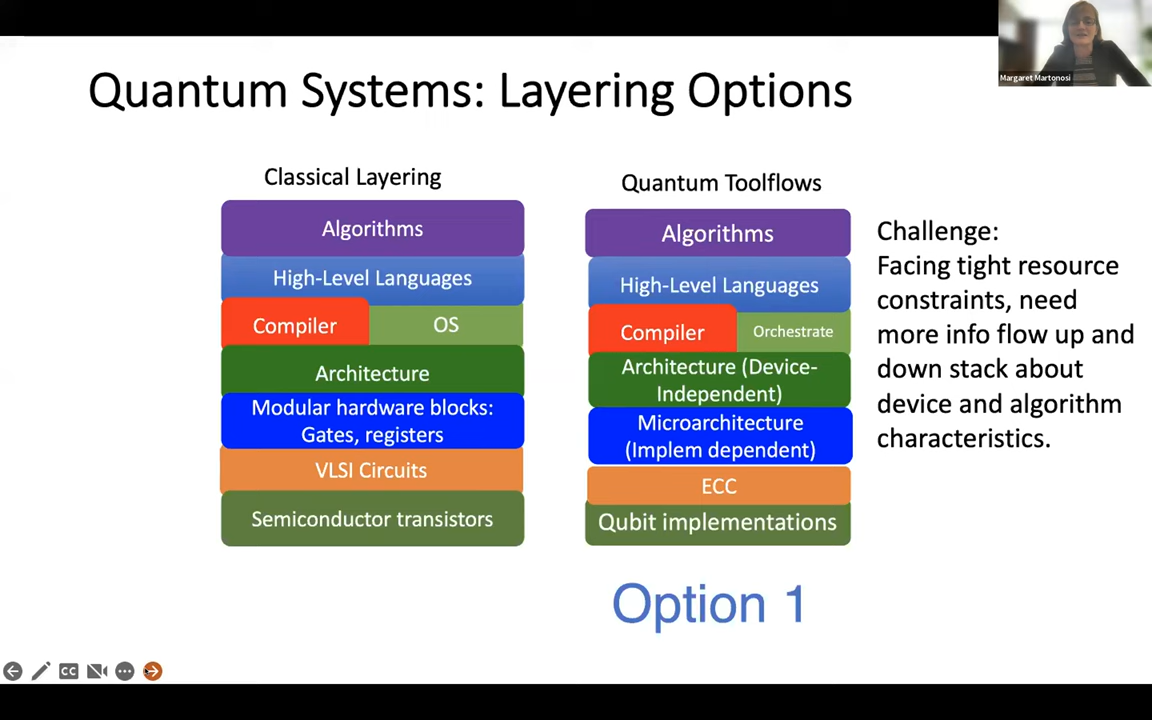 Margaret Martonosi
Quantum Systems: Layering Options
Classical Layering
Algorithms
High-Level Languages
Compiler
OS
Architecture
Modular hardware blocks:
Gates, registers
VLSI Circuits
Semiconductor transistors
Quantum Toolflows
Algorithms
High-Level Languages
Compiler
Orchestrate
Architecture (Device-
Independent)
Microarchitecture
(Implem dependent)
ECC
Qubit implementations
Challenge:
Facing tight resource
constraints, need
more info flow up and
down stack about
device and algorithm
characteristics.
Option 1
CC